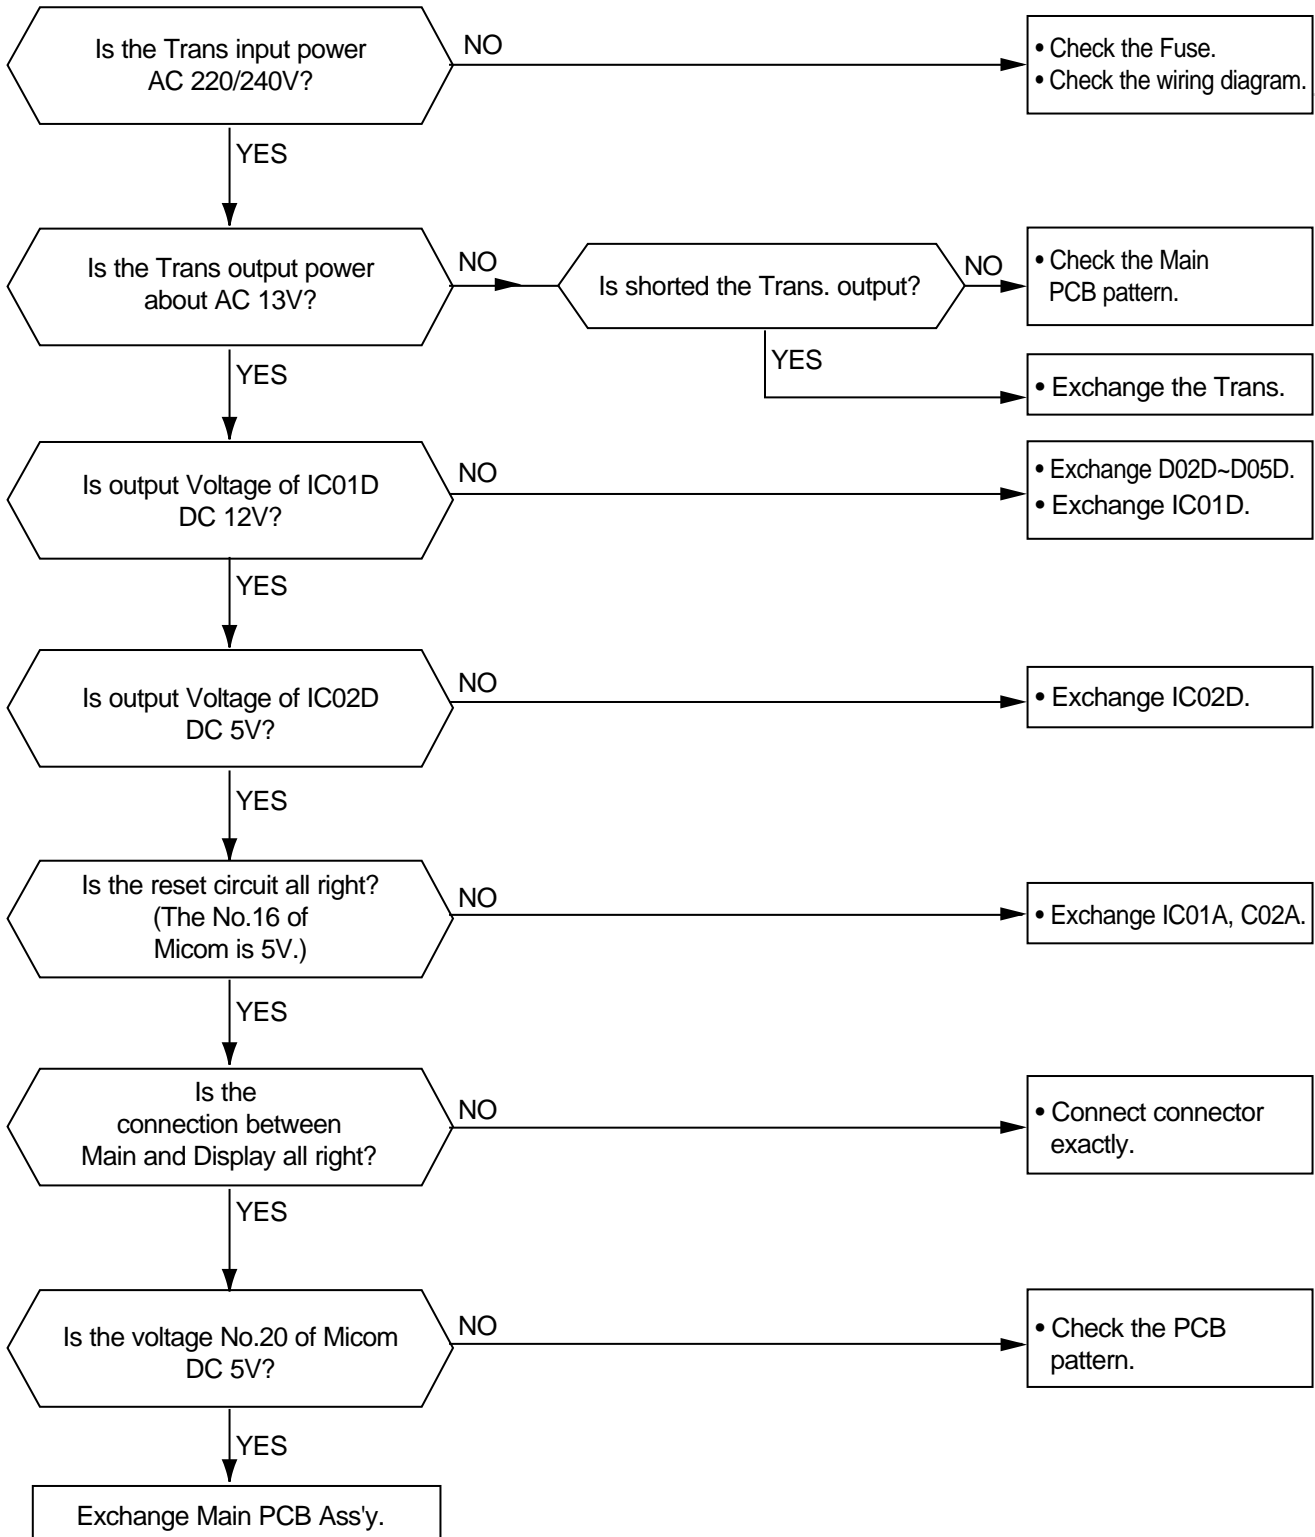 Is the Trans input power
AC 220/240V?
NO
• Check the Fuse.
• Check the wiring diagram.
YES
Is the Trans output power
about AC 13V?
NO
Is shorted the Trans. output?
NO
• Check the Main
PCB pattern.
YES
• Exchange the Trans.
YES
Is output Voltage of IC01D
DC 12V?
NO
• Exchange D02D~D05D.
• Exchange IC01D.
YES
Is output Voltage of IC02D
DC 5V?
NO
• Exchange IC02D.
YES
Is the reset circuit all right?
(The No.16 of
Micom is 5V.)
NO
• Exchange IC01A, C02A.
YES
Is the
connection between
Main and Display all right?
NO
• Connect connector
exactly.
YES
Is the voltage No.20 of Micom
DC 5V?
NO
• Check the PCB
pattern.
YES
Exchange Main PCB Ass'y.